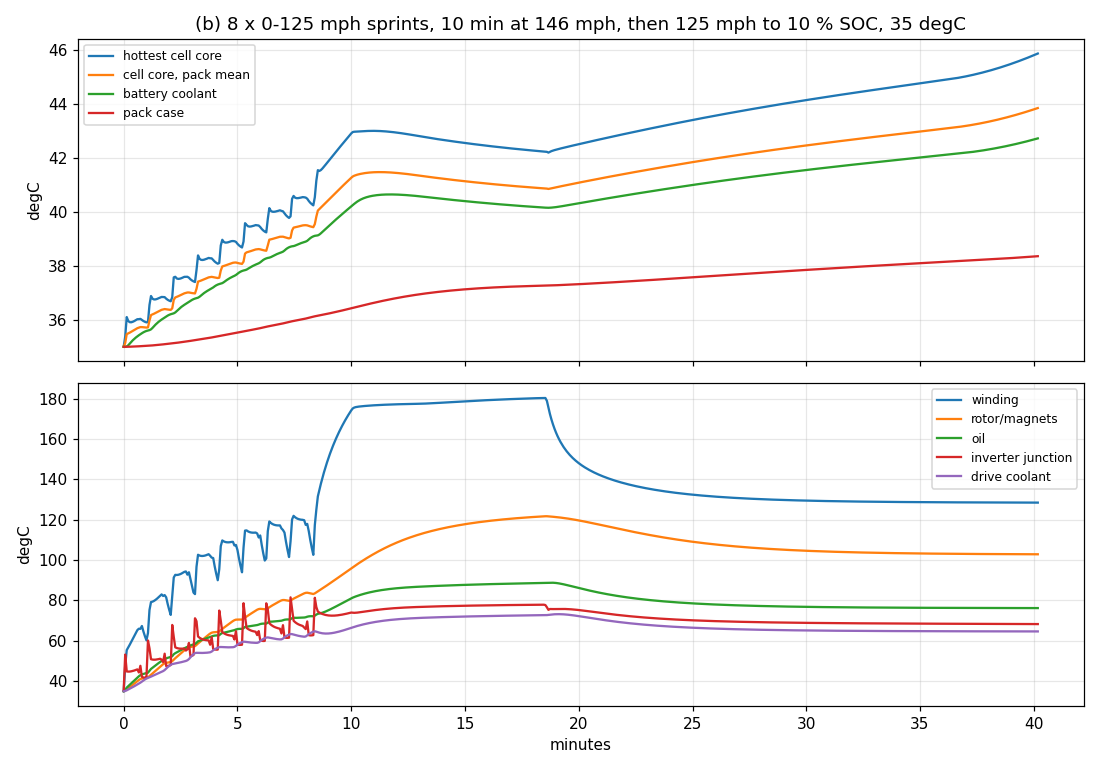 (b) 8 x 0-125 mph sprints, 10 min at 146 mph, then 125 mph to 10 % SOC, 35 degC
46
44
42
40
38
36
degC
hottest cell core
cell core, pack mean
battery coolant
pack case
180
160
140
120
100
80
60
40
degC
winding
rotor/magnets
oil
inverter junction
drive coolant
0 5 10 15 20 25 30 35 40
minutes